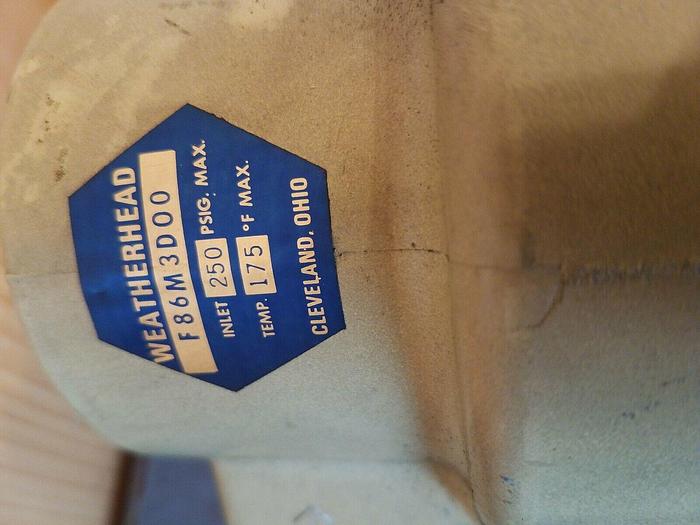 WEATHERHEAD
F86M3D00
INLET 250 PSIG. MAX.
TEMP. 175 °F MAX.
CLEVELAND, OHIO